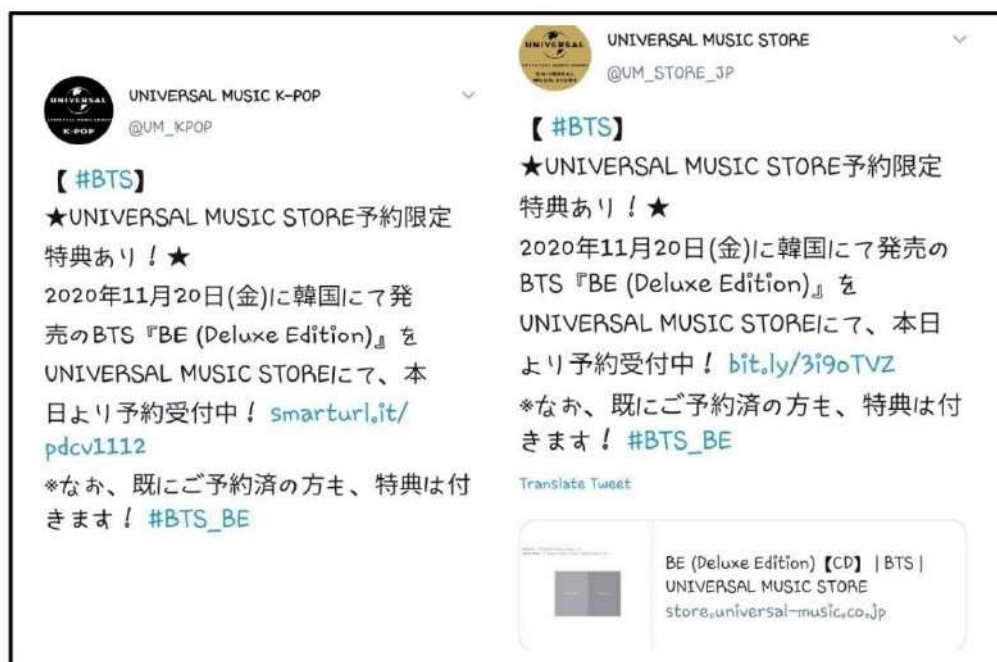 UNIVERSAL
K-POP
UNIVERSAL MUSIC K-POP
@UM_KPOP
【 #BTS】
★UNIVERSAL MUSIC STORE予約限定
特典あり！★
2020年11月20日(金)に韓国にて発
売のBTS『BE (Deluxe Edition)』を
UNIVERSAL MUSIC STOREにて、本
日より予約受付中！ smarturl.it/
pdcv1112
※なお、既にご予約済の方も、特典は付
きます！ #BTS_BE
UNIVERSAL
UNIVERSAL
MUSIC STORE
UNIVERSAL MUSIC STORE
@UM_STORE_JP
【 #BTS】
★UNIVERSAL MUSIC STORE予約限定
特典あり！★
2020年11月20日(金)に韓国にて発売の
BTS『BE (Deluxe Edition)』を
UNIVERSAL MUSIC STOREにて、本日
より予約受付中！ bit.ly/3i9oTVZ
※なお、既にご予約済の方も、特典は付
きます！ #BTS_BE
Translate Tweet
BE (Deluxe Edition)【CD】 | BTS |
UNIVERSAL MUSIC STORE
store.universal-music.co.jp